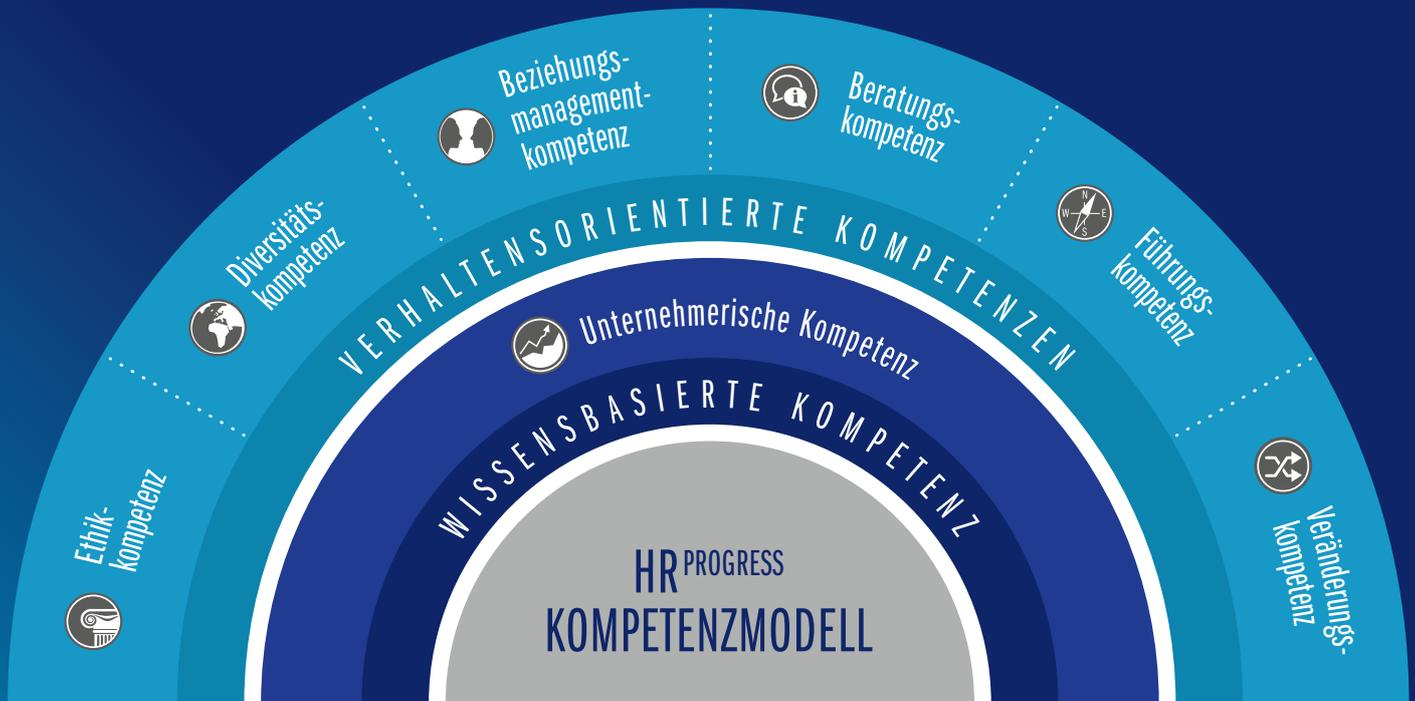 Ethik-
kompetenz
Diversitäts-
kompetenz
Beziehungs-
management-
kompetenz
Beratungs-
kompetenz
Führungs-
kompetenz
N
W E
S
Veränderungs-
kompetenz
VERHALTENSORIENTIERTE KOMPETENZEN
Unternehmerische Kompetenz
WISSENSBASIERTE KOMPETENZ
HR PROGRESS
KOMPETENZMODELL